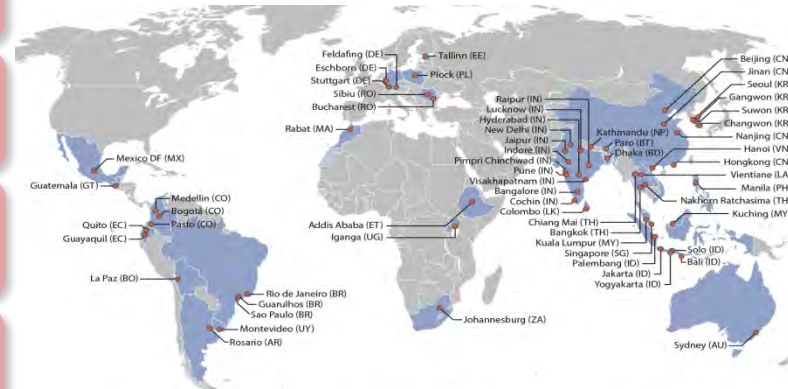 Feldafing (DE)
Eschborn (DE)
Stuttgart (DE)
Sibiu (RO)
Bucharest (RO)
Tallinn (EE)
Plock (PL)
Rabat (MA)
Mexico DF (MX)
Guatemala (GT)
Medellin (CO)
Bogotá (CO)
Pasto (CO)
Quito (EC)
Guayaquil (EC)
La Paz (BO)
Rio de Janeiro (BR)
Guarulhos (BR)
Sao Paulo (BR)
Montevideo (UY)
Rosario (AR)
Addis Ababa (ET)
Iganga (UG)
Johannesburg (ZA)
Raipur (IN)
Lucknow (IN)
Hyderabad (IN)
New Delhi (IN)
Jaipur (IN)
Indore (IN)
Pimpri Chinchwad (IN)
Pune (IN)
Visakhapatnam (IN)
Bangalore (IN)
Cochin (IN)
Colombo (LK)
Kathmandu (NP)
Paro (BT)
Dhaka (BD)
Chiang Mai (TH)
Bangkok (TH)
Kuala Lumpur (MY)
Singapore (SG)
Palembang (ID)
Jakarta (ID)
Yogyakarta (ID)
Solo (ID)
Bali (ID)
Beijing (CN
Jinan (CN
Seoul (KR
Gangwon (KR
Suwon (KR
Changwon (KR
Nanjing (CN
Hanoi (VN
Hongkong (CN
Vientiane (LA
Manila (PH
Nakhorn Ratchasima (TH
Kuching (MY)
Sydney (AU)